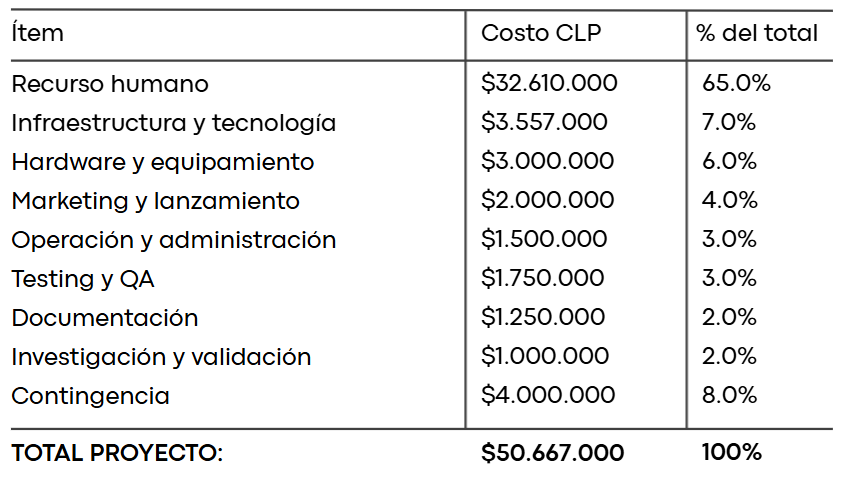 Ítem Costo CLP % del total
Recurso humano $32.610.000 65.0%
Infraestructura y tecnología $3.557.000 7.0%
Hardware y equipamiento $3.000.000 6.0%
Marketing y lanzamiento $2.000.000 4.0%
Operación y administración $1.500.000 3.0%
Testing y QA $1.750.000 3.0%
Documentación $1.250.000 2.0%
Investigación y validación $1.000.000 2.0%
Contingencia $4.000.000 8.0%
TOTAL PROYECTO: $50.667.000 100%